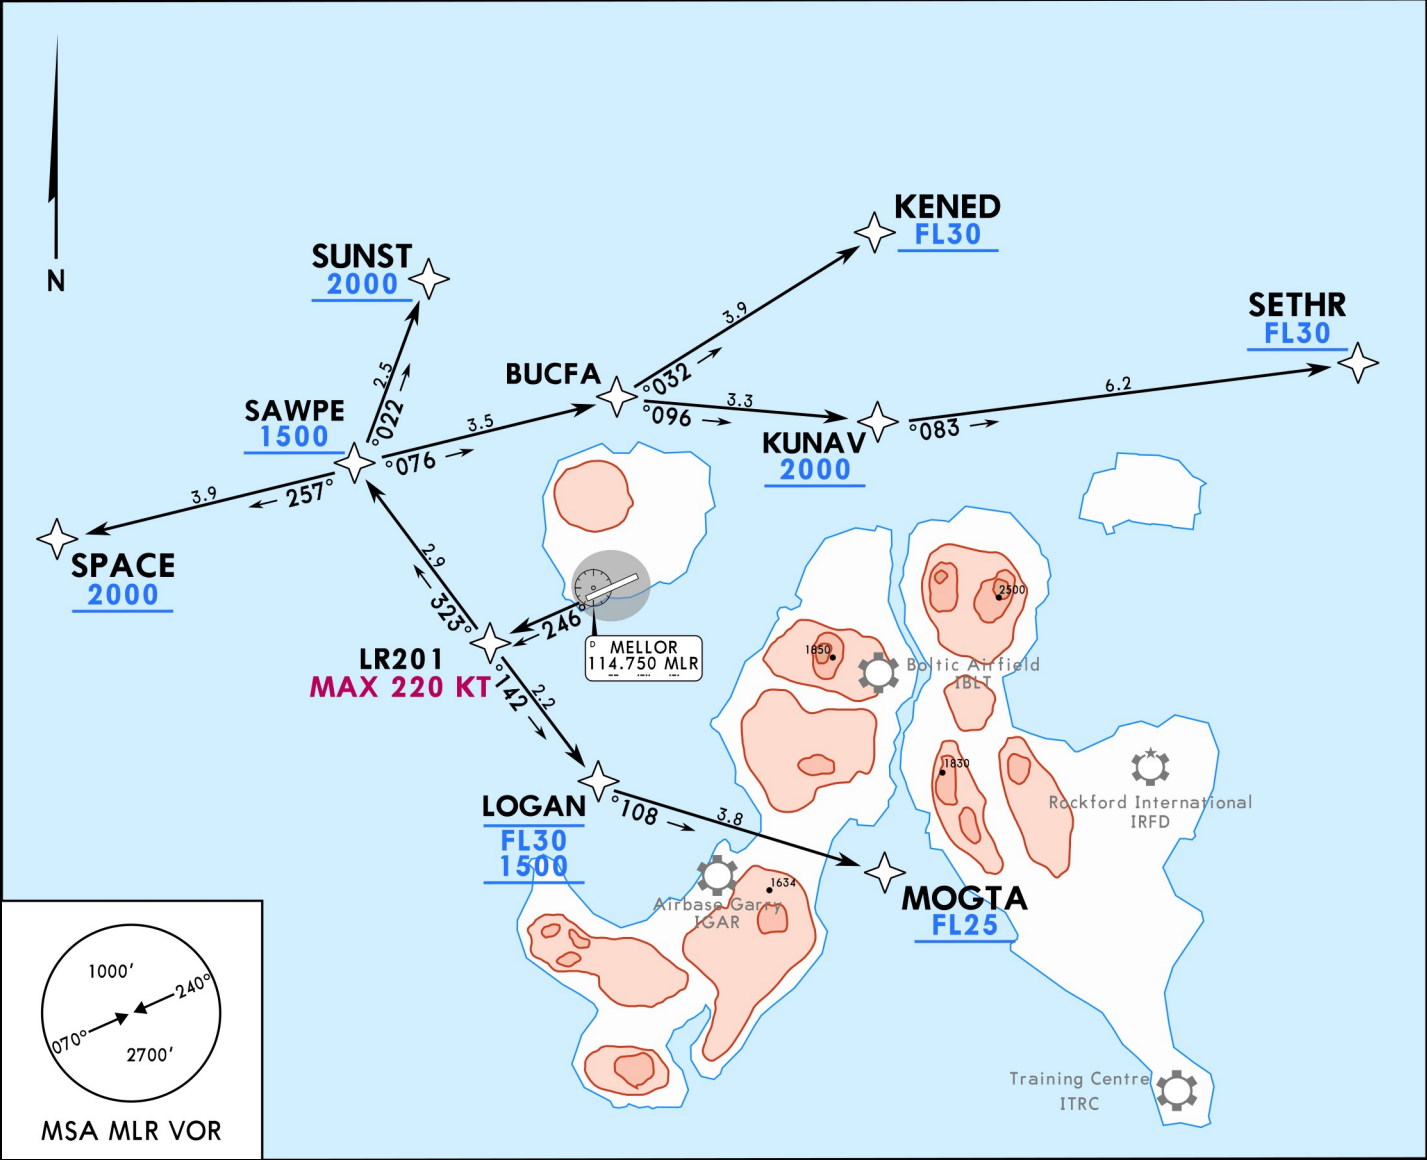 N
KENED
FL30
SUNST
2000
SETHR
FL30
3.9
2.5
°022
BUCFA
°032
6.2
SAWPE
1500
3.5
°076
3.3
°096
KUNAV
2000
°083
3.9
257°
SPACE
2000
2.9
323°
246°
D MELLOR
114.750 MLR
LR201
MAX 220 KT
°142
2.2
2500
1850
Boltic Airfield
IBLT
1830
LOGAN
FL30
1500
°108
3.8
Rockford International
IRFD
1634
Airbase Garry
IGAR
MOGTA
FL25
1000'
240°
070°
2700'
MSA MLR VOR
Training Centre
ITRC